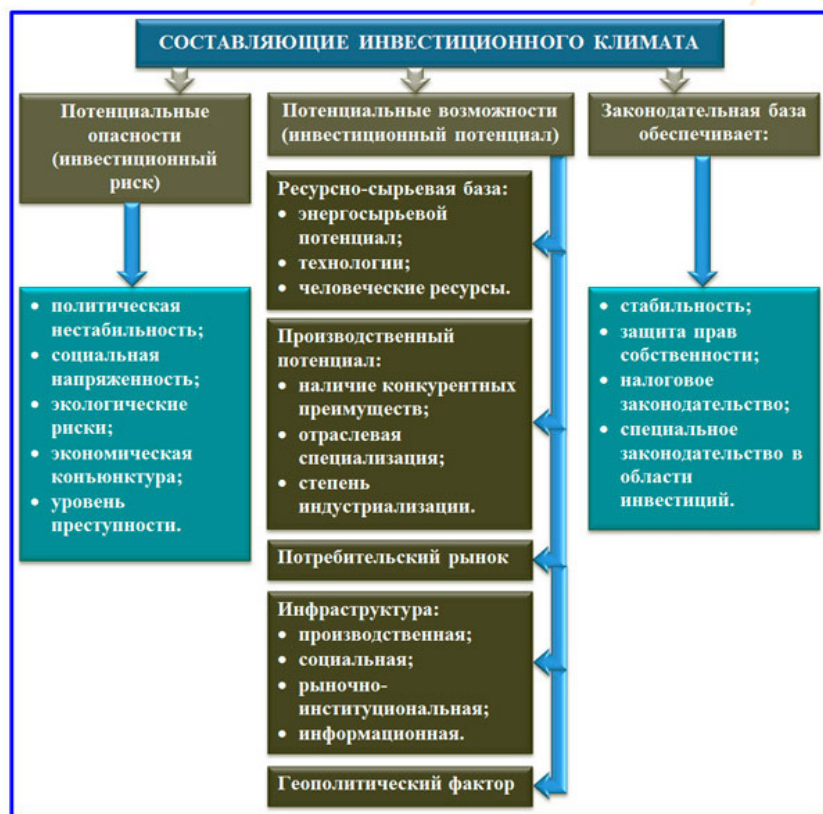 СОСТАВЛЯЮЩИЕ ИНВЕСТИЦИОННОГО КЛИМАТА
Потенциальные
опасности
(инвестиционный
риск)
• политическая
нестабильность;
• социальная
напряженность;
• экологические
риски;
• экономическая
конъюнктура;
• уровень
преступности.
Потенциальные возможности
(инвестиционный потенциал)
Ресурсно-сырьевая база:
• энергосырьевой
потенциал;
• технологии;
• человеческие ресурсы.
Производственный
потенциал:
• наличие конкурентных
преимуществ;
• отраслевая
специализация;
• степень
индустриализации.
Потребительский рынок
Инфраструктура:
• производственная;
• социальная;
• рыночно-
институциональная;
• информационная.
Геополитический фактор
Законодательная база
обеспечивает:
• стабильность;
• защита прав
собственности;
• налоговое
законодательство;
• специальное
законодательство в
области
инвестиций.